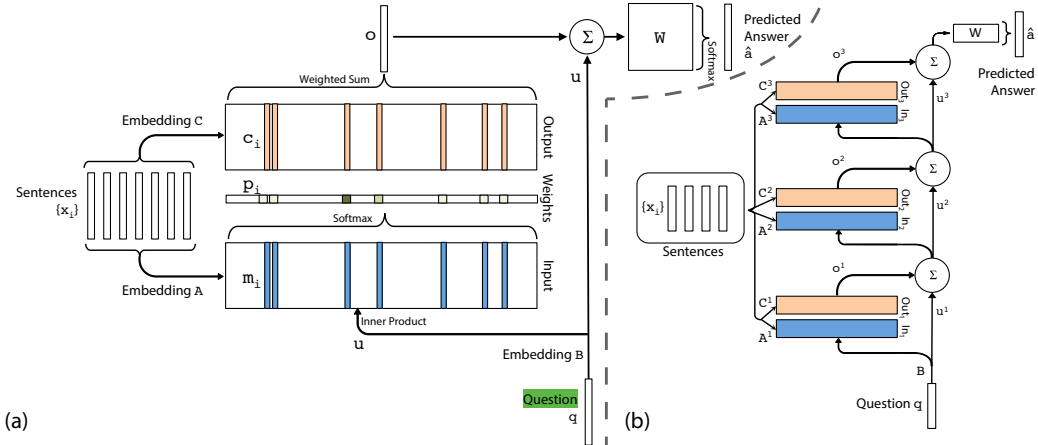 o
Σ
W
Softmax
Predicted
Answer
â
u
Weighted Sum
Embedding C
c_i
Output
Sentences
{x_i}
p_i
Weights
Softmax
m_i
Input
Embedding A
Inner Product
u
Embedding B
Question
q
(a)
W
â
Predicted
Answer
Σ
o³
u³
C³
Out₃
A³
In₃
Σ
o²
u²
C²
Out₂
{x_i}
A²
In₂
Sentences
Σ
o¹
u¹
C¹
Out₁
A¹
In₁
B
Question q
(b)